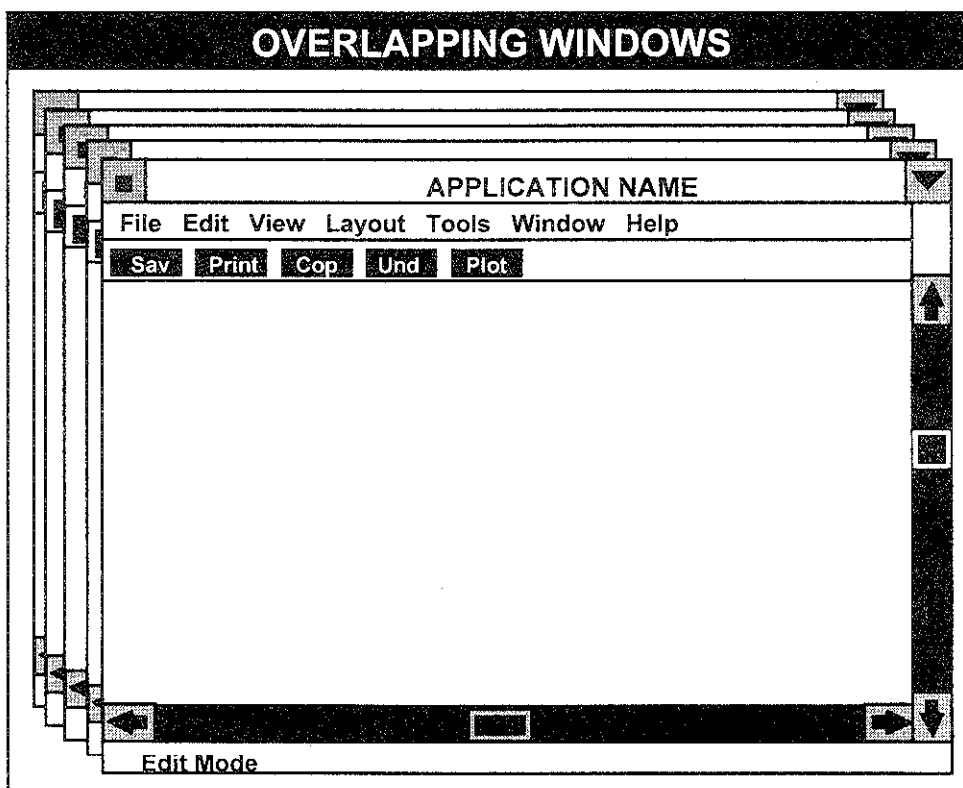 OVERLAPPING WINDOWS
APPLICATION NAME
File Edit View Layout Tools Window Help
Sav Print Cop Und Plot
Edit Mode